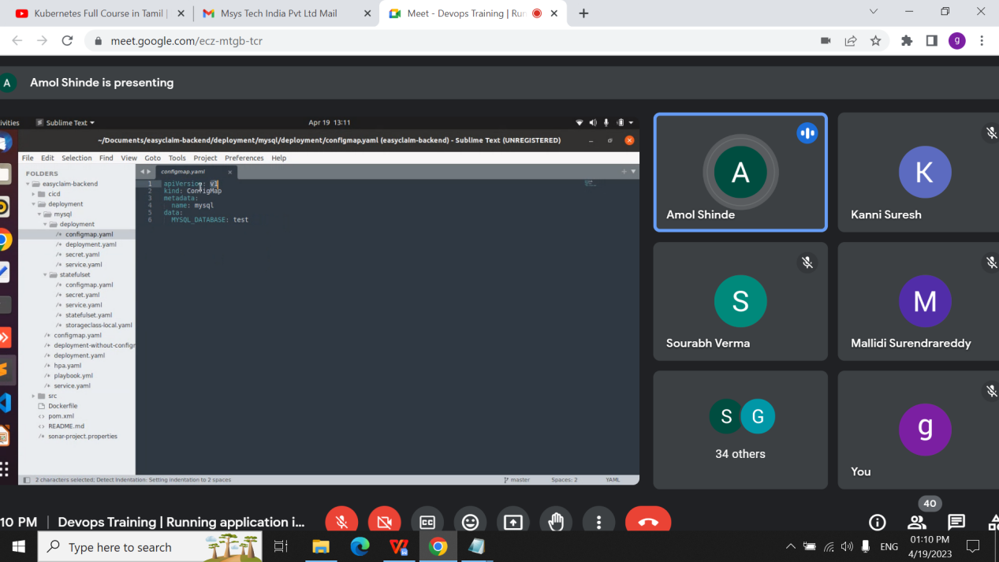 Kubernetes Full Course in Tamil |
Msys Tech India Pvt Ltd Mail
Meet - Devops Training | Run
meet.google.com/ecz-mtgb-tcr
g
A
Amol Shinde is presenting
ivities
Sublime Text
Apr 19 13:11
~/Documents/easyclaim-backend/deployment/mysql/deployment/configmap.yaml (easyclaim-backend) - Sublime Text (UNREGISTERED)
File Edit Selection Find View Goto Tools Project Preferences Help
FOLDERS
easyclaim-backend
cicd
deployment
mysql
deployment
configmap.yaml
deployment.yaml
secret.yaml
service.yaml
statefulset
configmap.yaml
secret.yaml
service.yaml
statefulset.yaml
storageclass-local.yaml
configmap.yaml
deployment-without-configr
deployment.yaml
hpa.yaml
playbook.yml
service.yaml
src
Dockerfile
pom.xml
README.md
sonar-project.properties
configmap.yaml
1 apiVersion: v1
2 kind: ConfigMap
3 metadata:
4 name: mysql
5 data:
6 MYSQL_DATABASE: test
2 characters selected; Detect Indentation: Setting indentation to 2 spaces
master
Spaces: 2
YAML
A
Amol Shinde
K
Kanni Suresh
S
Sourabh Verma
M
Mallidi Surendrareddy
S G
34 others
g
You
40
10 PM | Devops Training | Running application i...
Type here to search
ENG
01:10 PM
4/19/2023